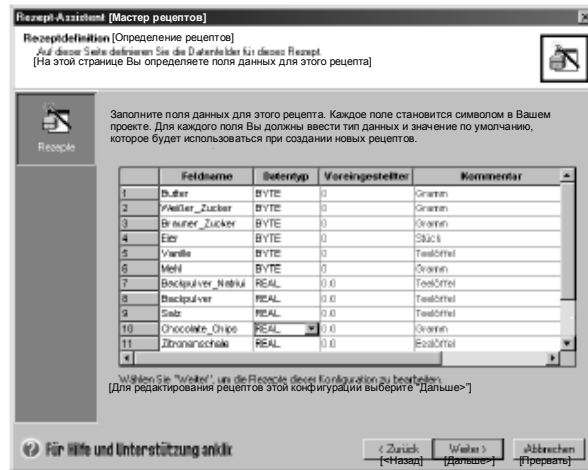 Rezept-Assistent [Мастер рецептов]
Rezeptdefinition [Определение рецептов]
Auf dieser Seite definieren Sie die Datenfelder für dieses Rezept.
[На этой странице Вы определяете поля данных для этого рецепта]
Rezepte
Заполните поля данных для этого рецепта. Каждое поле становится символом в Вашем
проекте. Для каждого поля Вы должны ввести тип данных и значение по умолчанию,
которое будет использоваться при создании новых рецептов.
Feldname Datentyp Voreingestellter Kommentar
1 Butter BYTE 0 Gramm
2 Weißer_Zucker BYTE 0 Gramm
3 Brauner_Zucker BYTE 0 Gramm
4 Eier BYTE 0 Stück
5 Vanille BYTE 0 Teelöffel
6 Mehl BYTE 0 Gramm
7 Backpulver_Natriui REAL 0.0 Teelöffel
8 Backpulver REAL 0.0 Teelöffel
9 Salz REAL 0.0 Teelöffel
10 Chocolate_Chips REAL 0.0 Gramm
11 Zitronenschale REAL 0.0 Esslöffel
Wählen Sie "Weiter", um die Rezepte dieser Konfiguration zu bearbeiten.
[Для редактирования рецептов этой конфигурации выберите "Дальше>"]
Für Hilfe und Unterstützung anklix
< Zurück Weiter > Abbrechen
[<Назад] [Дальше>] [Прервать]